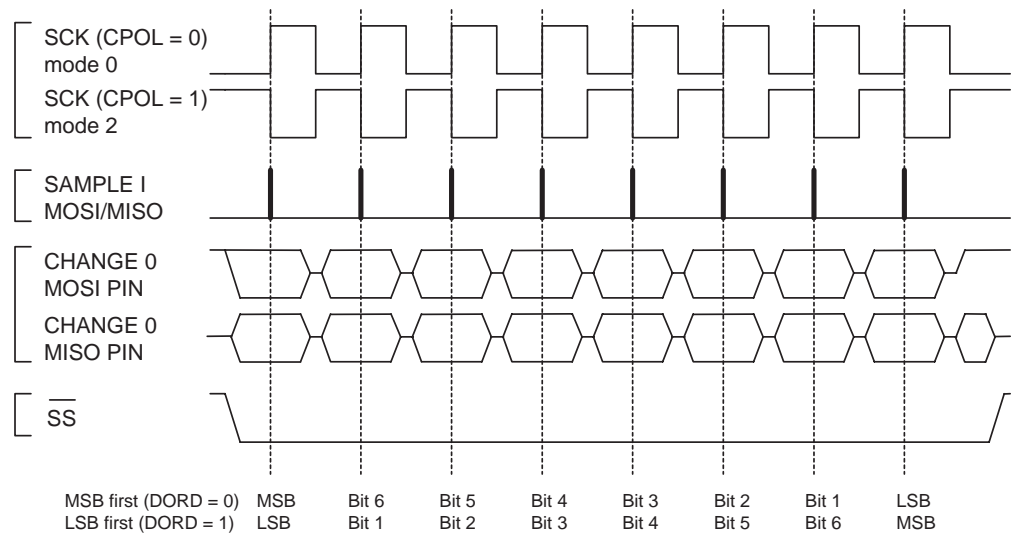 SCK (CPOL = 0)
mode 0
SCK (CPOL = 1)
mode 2
SAMPLE I
MOSI/MISO
CHANGE 0
MOSI PIN
CHANGE 0
MISO PIN
SS
MSB first (DORD = 0) MSB Bit 6 Bit 5 Bit 4 Bit 3 Bit 2 Bit 1 LSB
LSB first (DORD = 1) LSB Bit 1 Bit 2 Bit 3 Bit 4 Bit 5 Bit 6 MSB